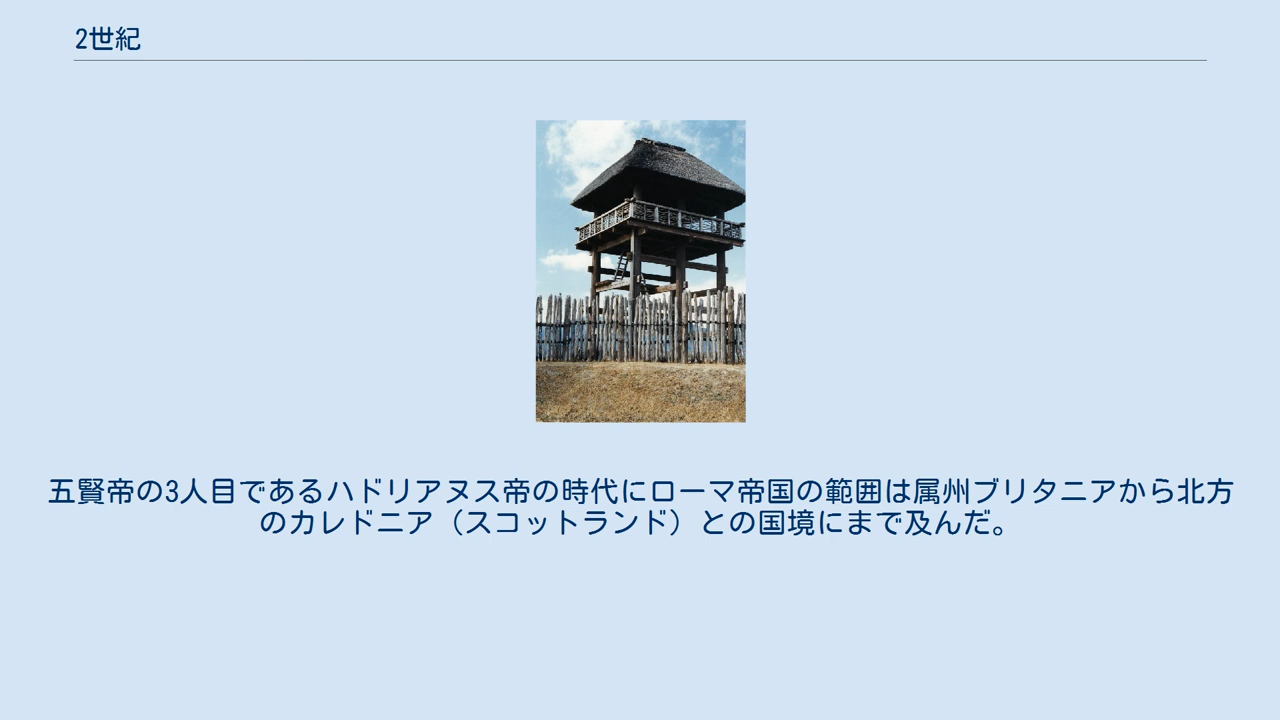 2世紀
五賢帝の3人目であるハドリアヌス帝の時代にローマ帝国の範囲は属州ブリタニアから北方
のカレドニア（スコットランド）との国境にまで及んだ。